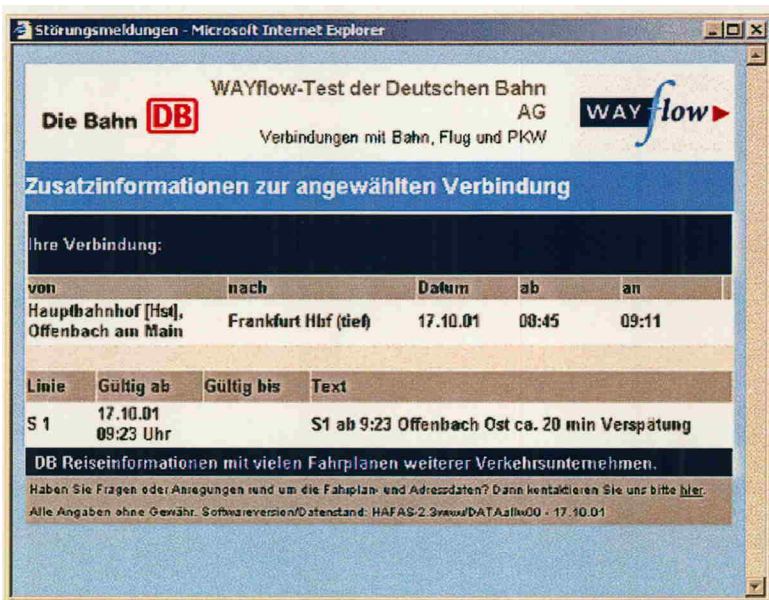 Störungsmeldungen - Microsoft Internet Explorer
Die Bahn DB
WAYflow-Test der Deutschen Bahn
AG
Verbindungen mit Bahn, Flug und PKW
WAYflow
Zusatzinformationen zur angewählten Verbindung
Ihre Verbindung:
von nach Datum ab an
Hauptbahnhof [Hst], Offenbach am Main Frankfurt Hbf (tief) 17.10.01 08:45 09:11
Linie Gültig ab Gültig bis Text
S 1 17.10.01 09:23 Uhr S1 ab 9:23 Offenbach Ost ca. 20 min Verspätung
DB Reiseinformationen mit vielen Fahrplanen weiterer Verkehrsunternehmen.
Haben Sie Fragen oder Anregungen rund um die Fahrplan- und Adressdaten? Dann kontaktieren Sie uns bitte hier.
Alle Angaben ohne Gewähr. Softwareversion/Datenstand: - 17.10.01